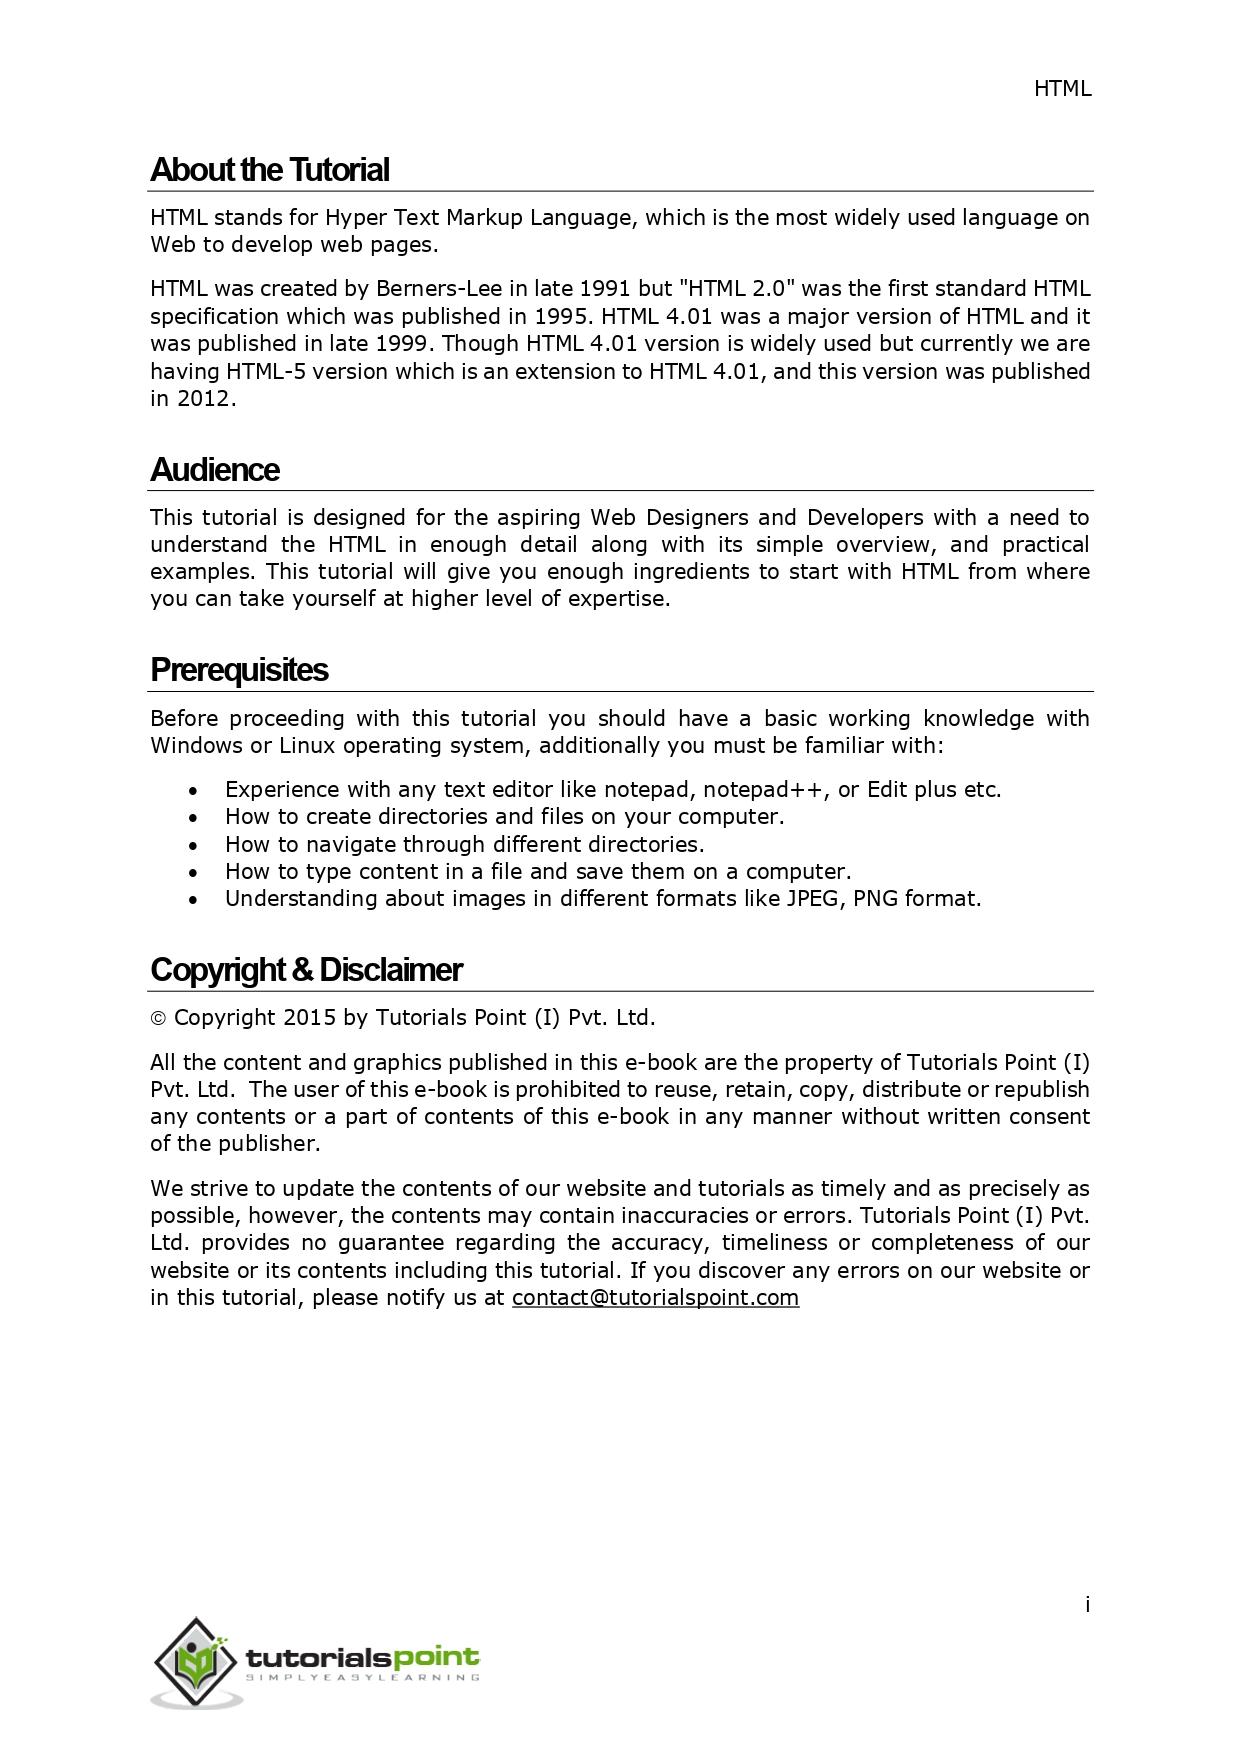 HTML
About the Tutorial
HTML stands for Hyper Text Markup Language, which is the most widely used language on
Web to develop web pages.
HTML was created by Berners-Lee in late 1991 but "HTML 2.0" was the first standard HTML
specification which was published in 1995. HTML 4.01 was a major version of HTML and it
was published in late 1999. Though HTML 4.01 version is widely used but currently we are
having HTML-5 version which is an extension to HTML 4.01, and this version was published
in 2012.
Audience
This tutorial is designed for the aspiring Web Designers and Developers with a need to
understand the HTML in enough detail along with its simple overview, and practical
examples. This tutorial will give you enough ingredients to start with HTML from where
you can take yourself at higher level of expertise.
Prerequisites
Before proceeding with this tutorial you should have a basic working knowledge with
Windows or Linux operating system, additionally you must be familiar with:
• Experience with any text editor like notepad, notepad++, or Edit plus etc.
• How to create directories and files on your computer.
• How to navigate through different directories.
• How to type content in a file and save them on a computer.
• Understanding about images in different formats like JPEG, PNG format.
Copyright & Disclaimer
© Copyright 2015 by Tutorials Point (I) Pvt. Ltd.
All the content and graphics published in this e-book are the property of Tutorials Point (I)
Pvt. Ltd. The user of this e-book is prohibited to reuse, retain, copy, distribute or republish
any contents or a part of contents of this e-book in any manner without written consent
of the publisher.
We strive to update the contents of our website and tutorials as timely and as precisely as
possible, however, the contents may contain inaccuracies or errors. Tutorials Point (I) Pvt.
Ltd. provides no guarantee regarding the accuracy, timeliness or completeness of our
website or its contents including this tutorial. If you discover any errors on our website or
in this tutorial, please notify us at contact@tutorialspoint.com
i
tutorialspoint
SIMPLYEASYLEARNING